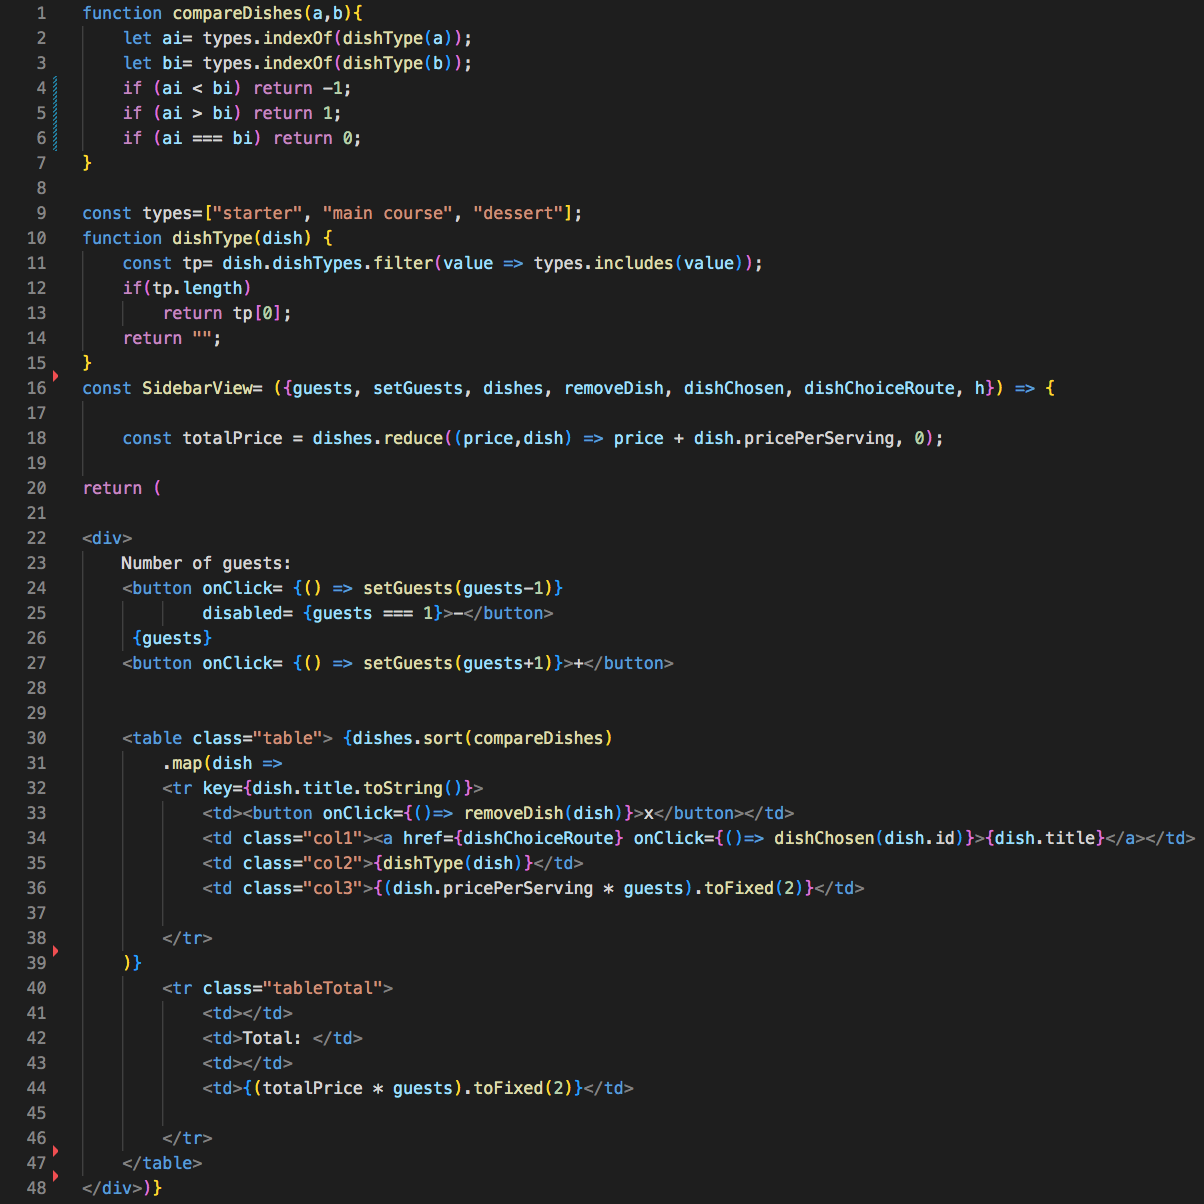 1 function compareDishes(a,b){
2     let ai= types.indexOf(dishType(a));
3     let bi= types.indexOf(dishType(b));
4     if (ai < bi) return -1;
5     if (ai > bi) return 1;
6     if (ai === bi) return 0;
7 }
8
9 const types=["starter", "main course", "dessert"];
10 function dishType(dish) {
11     const tp= dish.dishTypes.filter(value => types.includes(value));
12     if(tp.length)
13         return tp[0];
14     return "";
15 }
16 const SidebarView= ({guests, setGuests, dishes, removeDish, dishChosen, dishChoiceRoute, h}) => {
17
18     const totalPrice = dishes.reduce((price,dish) => price + dish.pricePerServing, 0);
19
20 return (
21
22 <div>
23     Number of guests:
24     <button onClick= {() => setGuests(guests-1)}
25             disabled= {guests === 1}>-</button>
26      {guests}
27     <button onClick= {() => setGuests(guests+1)}>+</button>
28
29
30     <table class="table"> {dishes.sort(compareDishes)
31         .map(dish =>
32         <tr key={dish.title.toString()}>
33             <td><button onClick={()=> removeDish(dish)}>x</button></td>
34             <td class="col1"><a href={dishChoiceRoute} onClick={()=> dishChosen(dish.id)}>{dish.title}</a></td>
35             <td class="col2">{dishType(dish)}</td>
36             <td class="col3">{(dish.pricePerServing * guests).toFixed(2)}</td>
37
38         </tr>
39     )}
40         <tr class="tableTotal">
41             <td></td>
42             <td>Total: </td>
43             <td></td>
44             <td>{(totalPrice * guests).toFixed(2)}</td>
45
46         </tr>
47     </table>
48 </div>)}